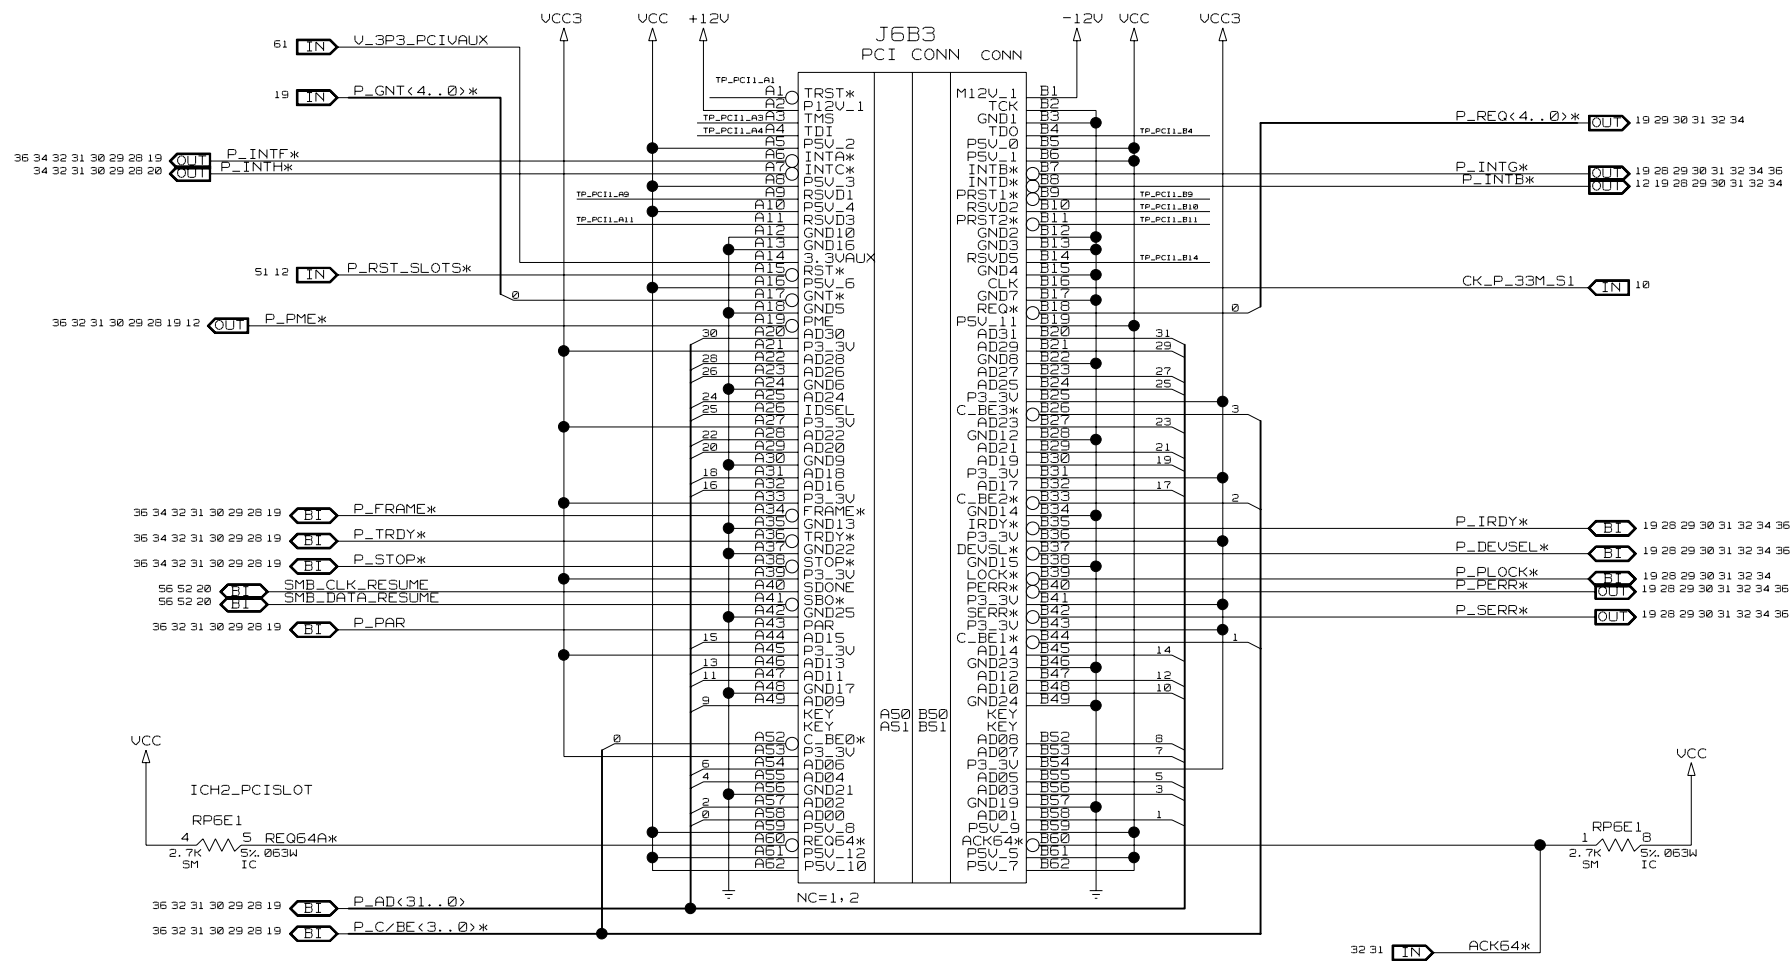 VCC3 VCC +12V -12V VCC VCC3
J6B3
PCI CONN CONN
61 IN V_3P3_PCIVAUX
19 IN P_GNT<4..0>*
36 34 32 31 30 29 28 19 OUT P_INTF*
34 32 31 30 29 28 20 OUT P_INTH*
51 12 IN P_RST_SLOTS*
36 32 31 30 29 28 19 12 OUT P_PME*
36 34 32 31 30 29 28 19 BI P_FRAME*
36 34 32 31 30 29 28 19 BI P_TRDY*
36 34 32 31 30 29 28 19 BI P_STOP*
56 52 20 BI SMB_CLK_RESUME
56 52 20 BI SMB_DATA_RESUME
36 32 31 30 29 28 19 BI P_PAR
TP_PCI1_A1
A1 TRST*
A2 P12V_1
TP_PCI1_A3 A3 TMS
TP_PCI1_A4 A4 TDI
A5 P5V_2
A6 INTA*
A7 INTC*
A8 P5V_3
TP_PCI1_A9 A9 RSVD1
A10 P5V_4
TP_PCI1_A11 A11 RSVD3
A12 GND10
A13 GND16
A14 3.3VAUX
A15 RST*
A16 P5V_6
0 A17 GNT*
A18 GND5
A19 PME
30 A20 AD30
A21 P3_3V
28 A22 AD28
26 A23 AD26
A24 GND6
24 A25 AD24
25 A26 IDSEL
A27 P3_3V
22 A28 AD22
20 A29 AD20
A30 GND9
18 A31 AD18
16 A32 AD16
A33 P3_3V
A34 FRAME*
A35 GND13
A36 TRDY*
A37 GND22
A38 STOP*
A39 P3_3V
A40 SDONE
A41 SBO*
A42 GND25
A43 PAR
15 A44 AD15
A45 P3_3V
13 A46 AD13
11 A47 AD11
A48 GND17
9 A49 AD09
KEY A50 B50 KEY
KEY A51 B51 KEY
0 A52 C_BE0*
A53 P3_3V
6 A54 AD06
4 A55 AD04
A56 GND21
2 A57 AD02
0 A58 AD00
A59 P5V_8
A60 REQ64*
A61 P5V_12
A62 P5V_10
M12V_1 B1
TCK B2
GND1 B3
TDO B4 TP_PCI1_B4
P5V_0 B5
P5V_1 B6
INTB* B7
INTD* B8
PRST1* B9 TP_PCI1_B9
RSVD2 B10 TP_PCI1_B10
PRST2* B11 TP_PCI1_B11
GND2 B12
GND3 B13
RSVD5 B14 TP_PCI1_B14
GND4 B15
CLK B16
GND7 B17
REQ* B18 0
P5V_11 B19
AD31 B20 31
AD29 B21 29
GND8 B22
AD27 B23 27
AD25 B24 25
P3_3V B25
C_BE3* B26 3
AD23 B27 23
GND12 B28
AD21 B29 21
AD19 B30 19
P3_3V B31
AD17 B32 17
C_BE2* B33 2
GND14 B34
IRDY* B35
P3_3V B36
DEVSL* B37
GND15 B38
LOCK* B39
PERR* B40
P3_3V B41
SERR* B42
P3_3V B43
C_BE1* B44 1
AD14 B45 14
GND23 B46
AD12 B47 12
AD10 B48 10
GND24 B49
AD08 B52 8
AD07 B53 7
P3_3V B54
AD05 B55 5
AD03 B56 3
GND19 B57
AD01 B58 1
P5V_9 B59
ACK64* B60
P5V_5 B61
P5V_7 B62
P_REQ<4..0>* OUT 19 29 30 31 32 34
P_INTG* OUT 19 28 29 30 31 32 34 36
P_INTB* OUT 12 19 28 29 30 31 32 34
CK_P_33M_S1 IN 10
P_IRDY* BI 19 28 29 30 31 32 34 36
P_DEVSEL* BI 19 28 29 30 31 32 34 36
P_PLOCK* BI 19 28 29 30 31 32 34
P_PERR* OUT 19 28 29 30 31 32 34 36
P_SERR* OUT 19 28 29 30 31 32 34 36
VCC
ICH2_PCISLOT
RP6E1
4 5 REQ64A*
2.7K 5%.063W
SM IC
VCC
RP6E1
1 8
2.7K 5%.063W
SM IC
NC=1,2
36 32 31 30 29 28 19 BI P_AD<31..0>
36 32 31 30 29 28 19 BI P_C/BE<3..0>*
32 31 IN ACK64*